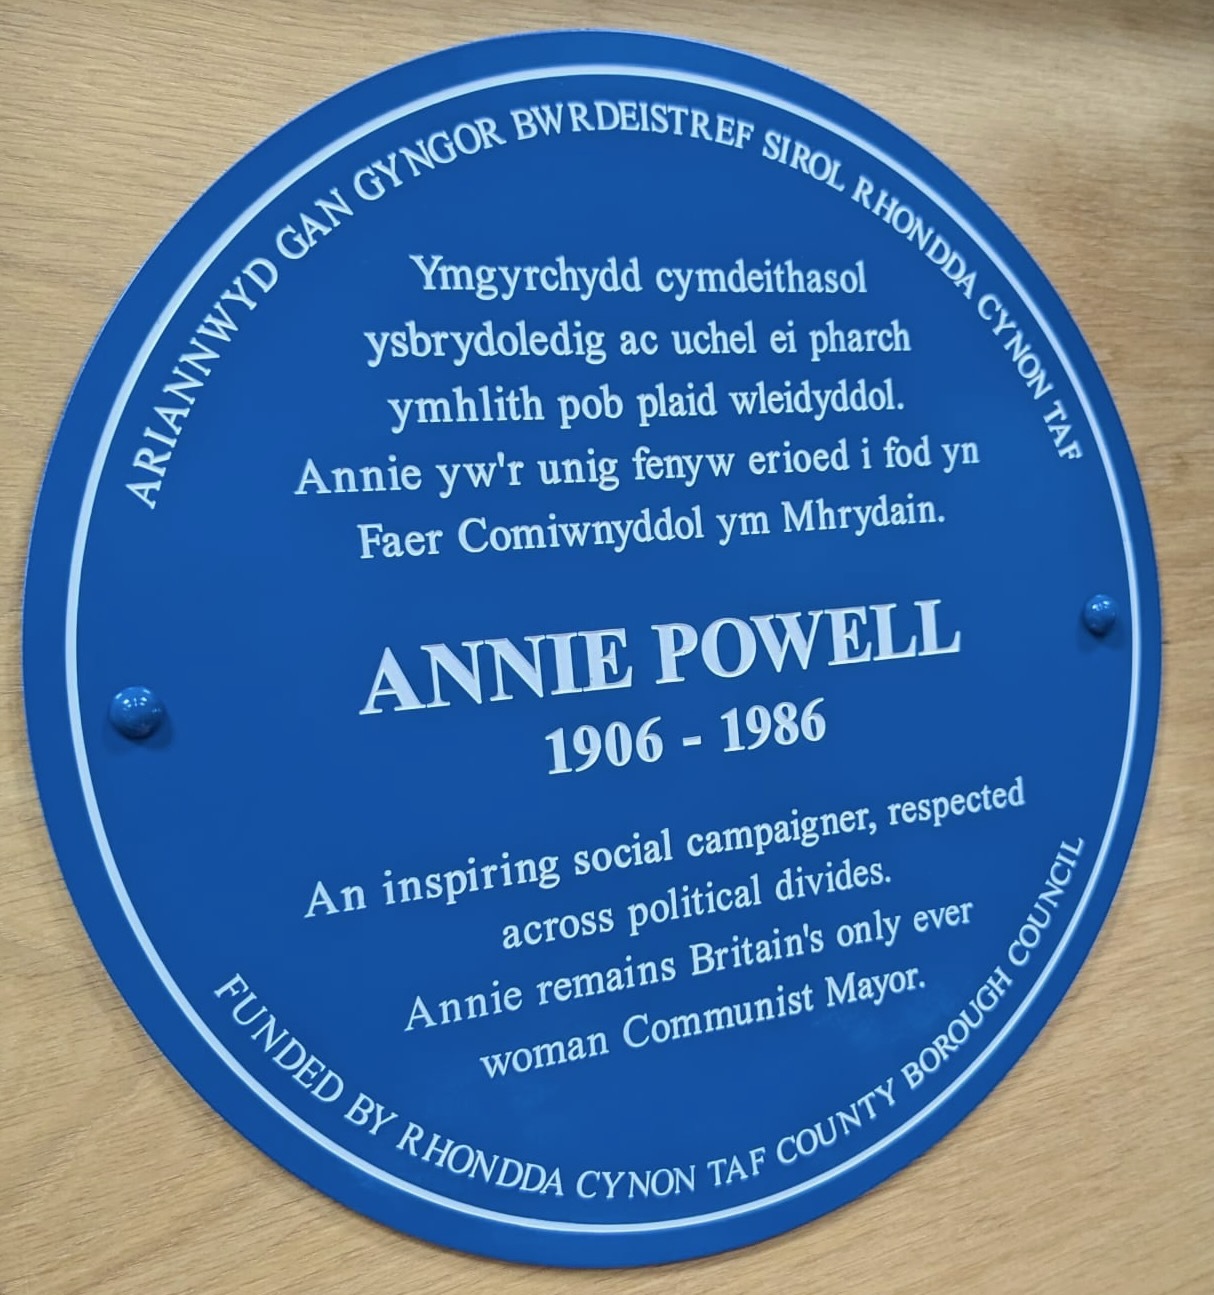 ARIANNWYD GAN GYNGOR BWRDEISTREF SIROL RHONDDA CYNON TAF
Ymgyrchydd cymdeithasol
ysbrydoledig ac uchel ei pharch
ymhlith pob plaid wleidyddol.
Annie yw'r unig fenyw erioed i fod yn
Faer Comiwnyddol ym Mhrydain.
ANNIE POWELL
1906 - 1986
An inspiring social campaigner, respected
across political divides.
Annie remains Britain's only ever
woman Communist Mayor.
FUNDED BY RHONDDA CYNON TAF COUNTY BOROUGH COUNCIL